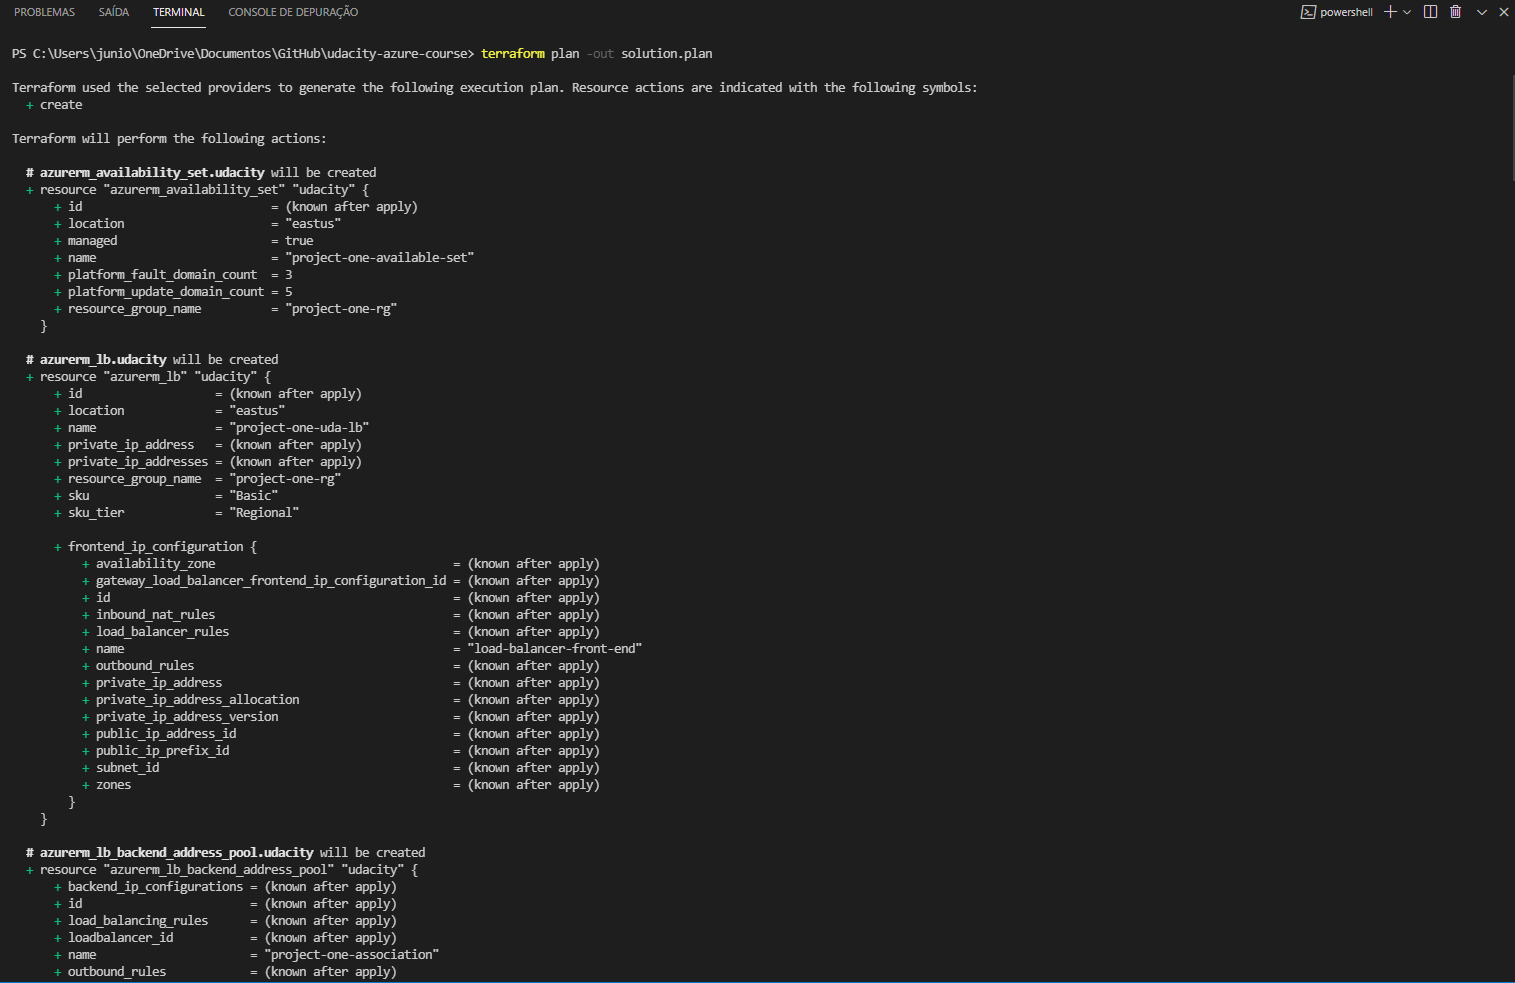 PROBLEMAS SAÍDA TERMINAL CONSOLE DE DEPURAÇÃO powershell
PS C:\Users\junio\OneDrive\Documentos\GitHub\udacity-azure-course> terraform plan -out solution.plan
Terraform used the selected providers to generate the following execution plan. Resource actions are indicated with the following symbols:
  + create
Terraform will perform the following actions:
  # azurerm_availability_set.udacity will be created
  + resource "azurerm_availability_set" "udacity" {
      + id                           = (known after apply)
      + location                     = "eastus"
      + managed                      = true
      + name                         = "project-one-available-set"
      + platform_fault_domain_count  = 3
      + platform_update_domain_count = 5
      + resource_group_name          = "project-one-rg"
    }
  # azurerm_lb.udacity will be created
  + resource "azurerm_lb" "udacity" {
      + id                   = (known after apply)
      + location             = "eastus"
      + name                 = "project-one-uda-lb"
      + private_ip_address   = (known after apply)
      + private_ip_addresses = (known after apply)
      + resource_group_name  = "project-one-rg"
      + sku                  = "Basic"
      + sku_tier             = "Regional"
      + frontend_ip_configuration {
          + availability_zone                                  = (known after apply)
          + gateway_load_balancer_frontend_ip_configuration_id = (known after apply)
          + id                                                 = (known after apply)
          + inbound_nat_rules                                  = (known after apply)
          + load_balancer_rules                                = (known after apply)
          + name                                               = "load-balancer-front-end"
          + outbound_rules                                     = (known after apply)
          + private_ip_address                                 = (known after apply)
          + private_ip_address_allocation                      = (known after apply)
          + private_ip_address_version                         = (known after apply)
          + public_ip_address_id                               = (known after apply)
          + public_ip_prefix_id                                = (known after apply)
          + subnet_id                                          = (known after apply)
          + zones                                              = (known after apply)
        }
    }
  # azurerm_lb_backend_address_pool.udacity will be created
  + resource "azurerm_lb_backend_address_pool" "udacity" {
      + backend_ip_configurations = (known after apply)
      + id                        = (known after apply)
      + load_balancing_rules      = (known after apply)
      + loadbalancer_id           = (known after apply)
      + name                      = "project-one-association"
      + outbound_rules            = (known after apply)